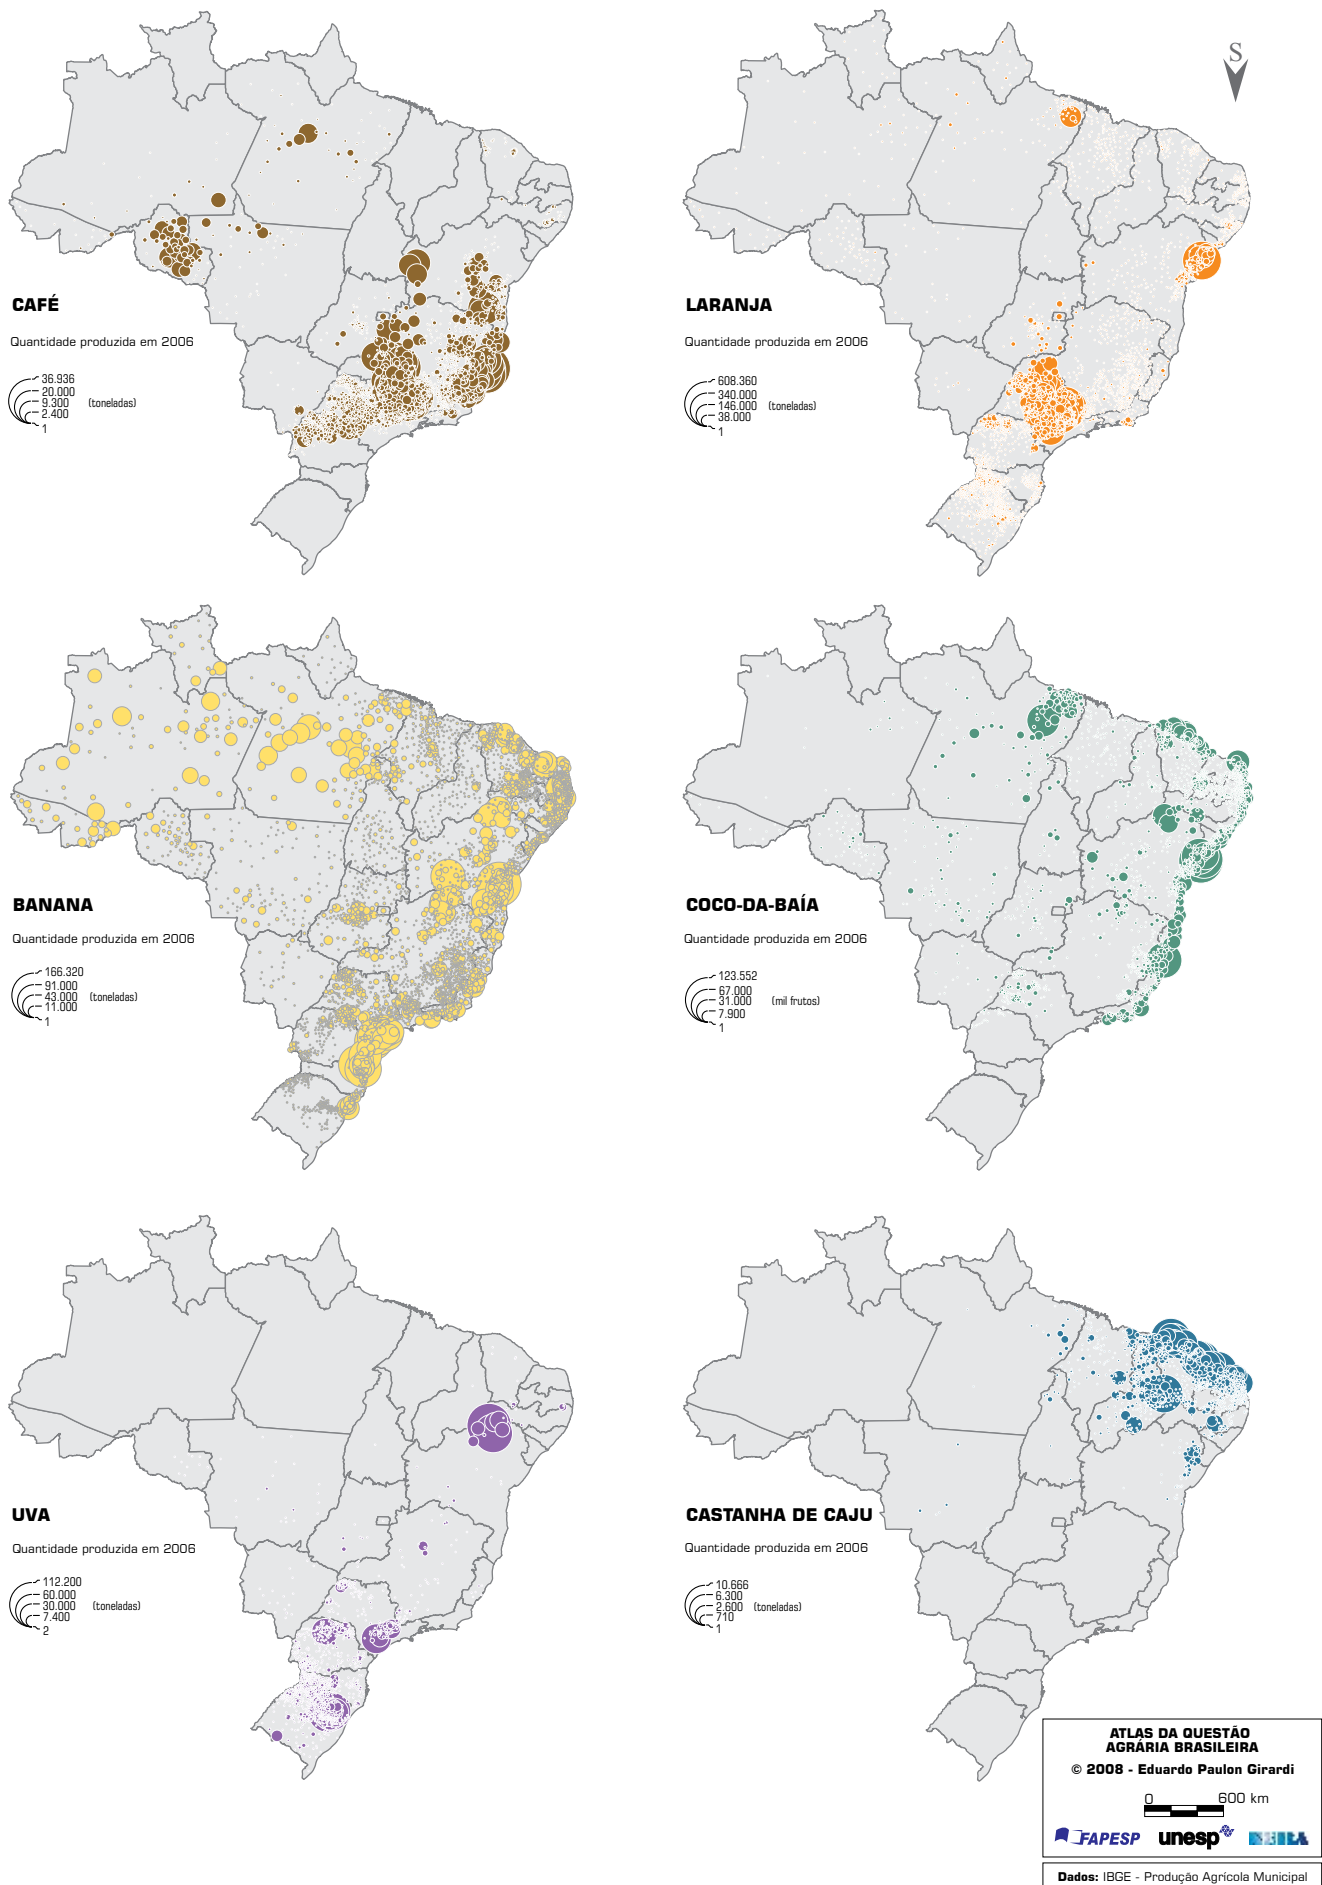 S
CAFÉ
Quantidade produzida em 2006
36.936
20.000
9.300
2.400
1
(toneladas)
LARANJA
Quantidade produzida em 2006
608.360
340.000
146.000
38.000
1
(toneladas)
BANANA
Quantidade produzida em 2006
166.320
91.000
43.000
11.000
1
(toneladas)
COCO-DA-BAÍA
Quantidade produzida em 2006
123.552
67.000
31.000
7.900
1
(mil frutos)
UVA
Quantidade produzida em 2006
112.200
60.000
30.000
7.400
2
(toneladas)
CASTANHA DE CAJU
Quantidade produzida em 2006
10.666
6.300
2.600
710
1
(toneladas)
ATLAS DA QUESTÃO
AGRÁRIA BRASILEIRA
© 2008 - Eduardo Paulon Girardi
0 600 km
FAPESP unesp
Dados: IBGE - Produção Agrícola Municipal